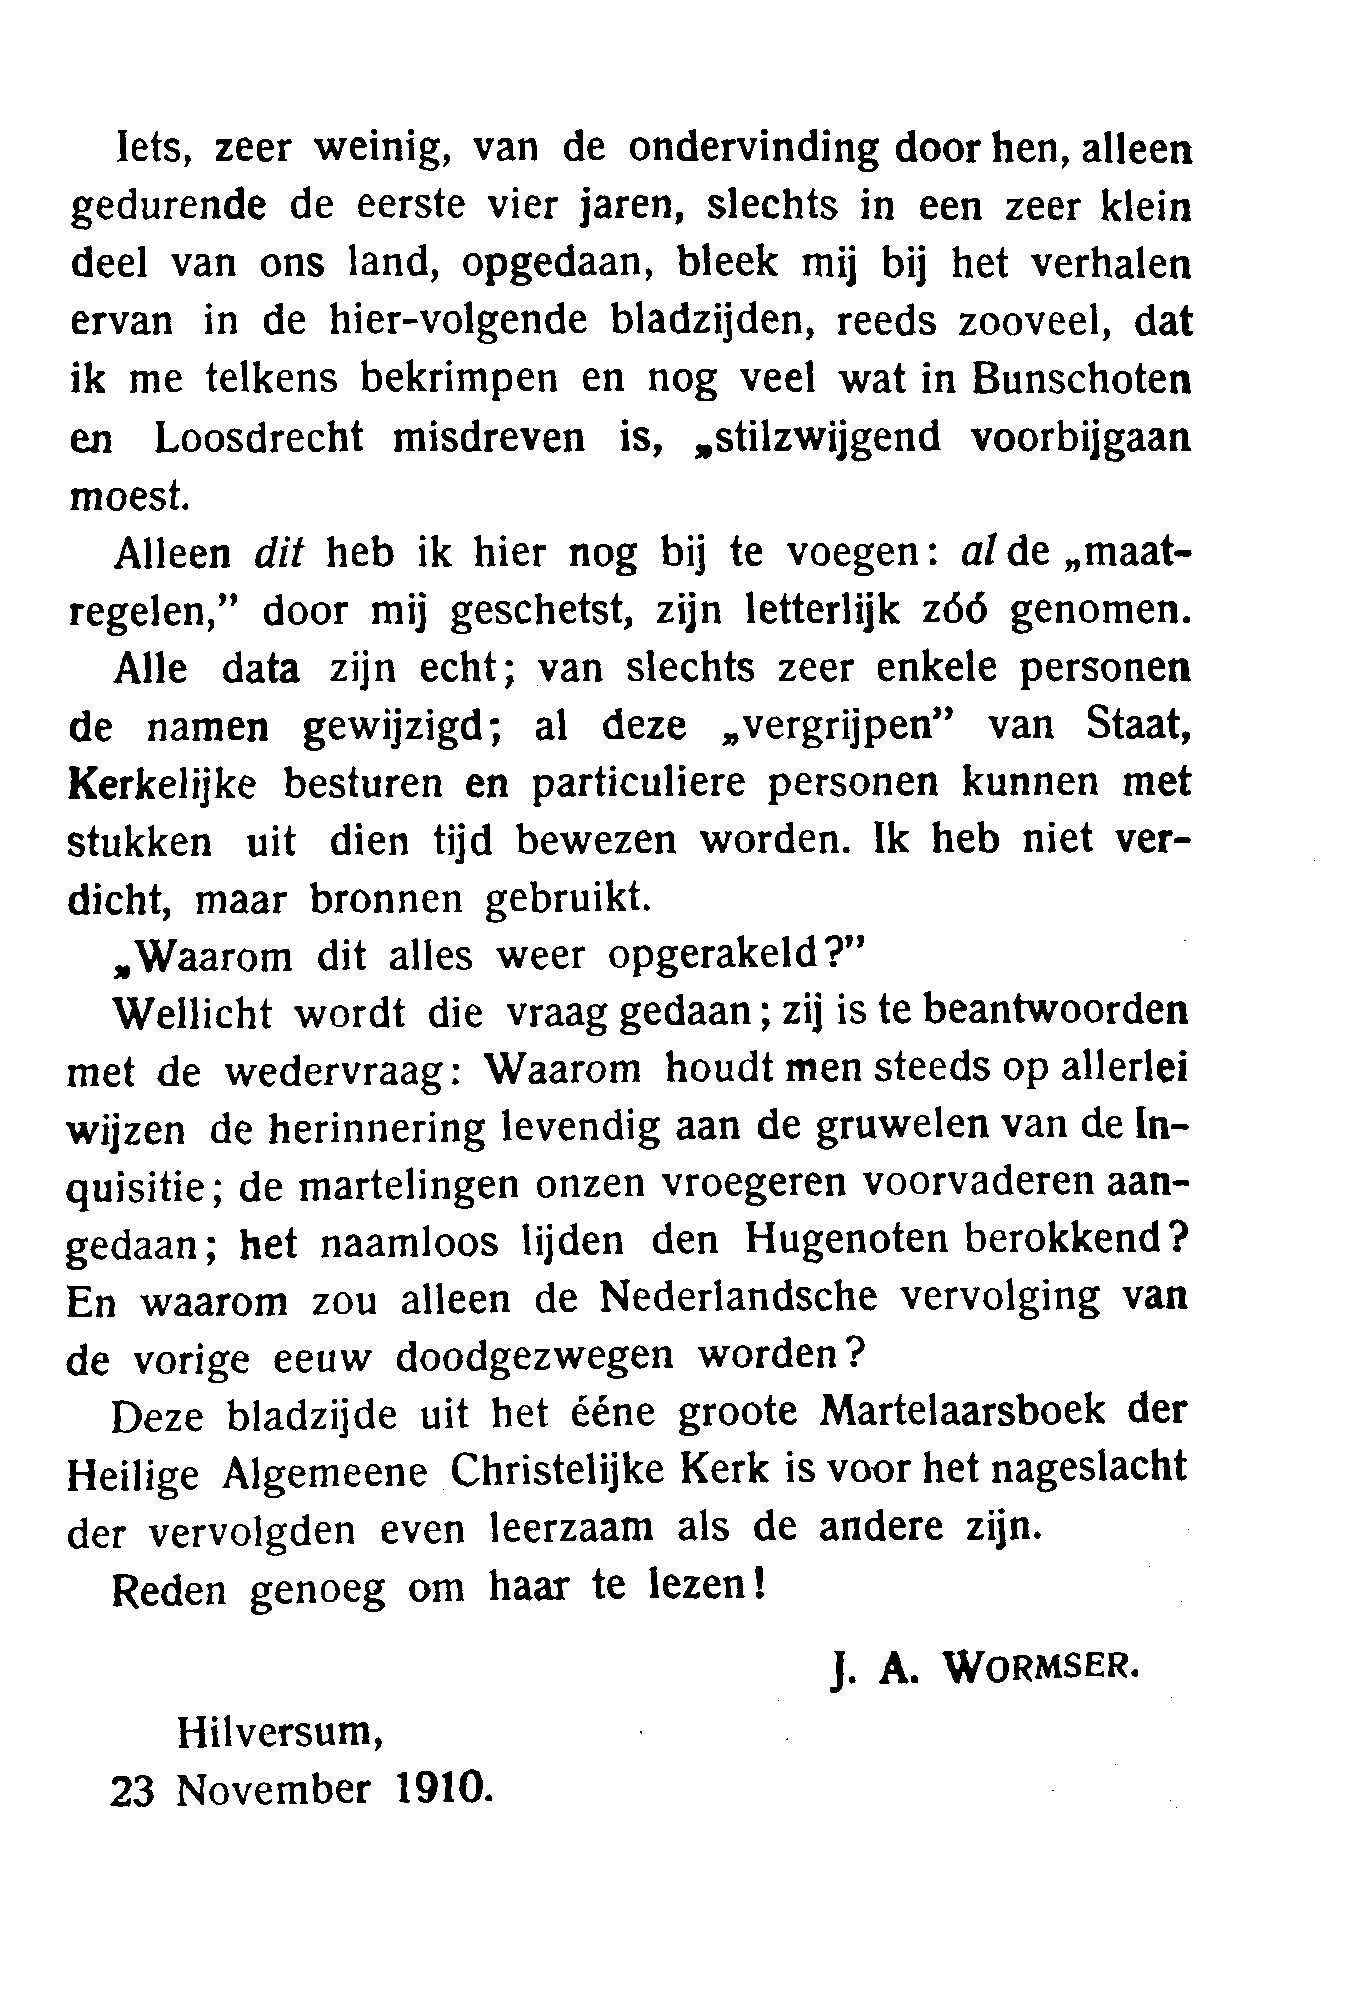 Iets, zeer weinig, van de ondervinding door hen, alleen
gedurende de eerste vier jaren, slechts in een zeer klein
deel van ons land, opgedaan, bleek mij bij het verhalen
ervan in de hier-volgende bladzijden, reeds zooveel, dat
ik me telkens bekrimpen en nog veel wat in Bunschoten
en Loosdrecht misdreven is, „stilzwijgend voorbijgaan
moest.
Alleen dit heb ik hier nog bij te voegen: al de „maat-
regelen,” door mij geschetst, zijn letterlijk zóó genomen.
Alle data zijn echt; van slechts zeer enkele personen
de namen gewijzigd; al deze „vergrijpen” van Staat,
Kerkelijke besturen en particuliere personen kunnen met
stukken uit dien tijd bewezen worden. Ik heb niet ver-
dicht, maar bronnen gebruikt.
„Waarom dit alles weer opgerakeld?”
Wellicht wordt die vraag gedaan; zij is te beantwoorden
met de wedervraag: Waarom houdt men steeds op allerlei
wijzen de herinnering levendig aan de gruwelen van de In-
quisitie; de martelingen onzen vroegeren voorvaderen aan-
gedaan; het naamloos lijden den Hugenoten berokkend?
En waarom zou alleen de Nederlandsche vervolging van
de vorige eeuw doodgezwegen worden?
Deze bladzijde uit het ééne groote Martelaarsboek der
Heilige Algemeene Christelijke Kerk is voor het nageslacht
der vervolgden even leerzaam als de andere zijn.
Reden genoeg om haar te lezen!
J. A. WORMSER.
Hilversum,
23 November 1910.